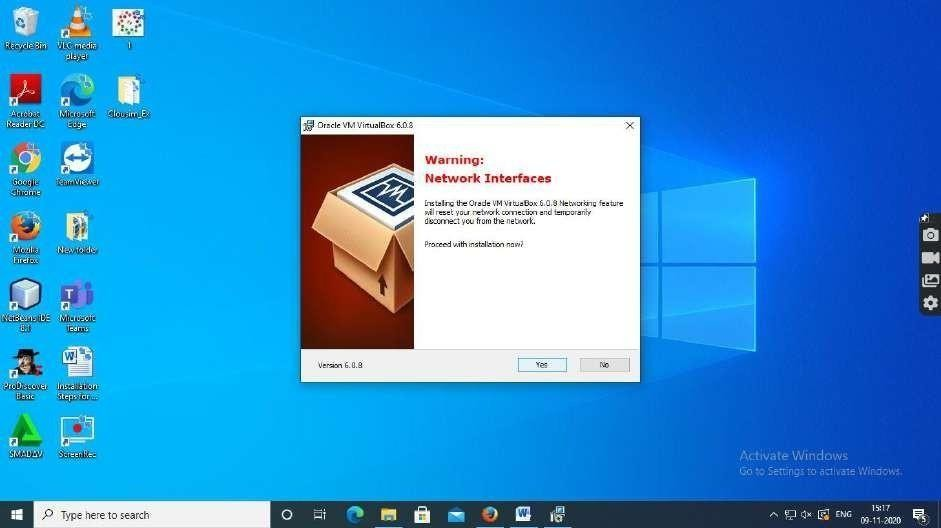 Recycle Bin
VLC media
player
1
Acrobat
Reader DC
Microsoft
Edge
Clousim_Ex
Google
Chrome
TeamViewer
Mozilla
Firefox
New folder
NetBeans IDE
8.1
Microsoft
Teams
ProDiscover
Basic
Installation
Steps for ...
SMADΔV
ScreenRec
Oracle VM VirtualBox 6.0.8
Warning:
Network Interfaces
Installing the Oracle VM VirtualBox 6.0.8 Networking feature
will reset your network connection and temporarily
disconnect you from the network.
Proceed with installation now?
Version 6.0.8
Yes
No
Activate Windows
Go to Settings to activate Windows.
Type here to search
ENG
15:17
09-11-2020
5